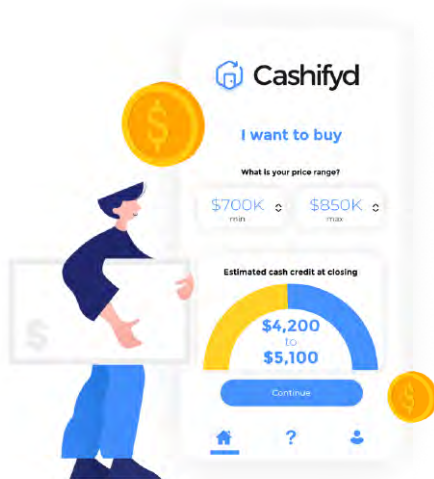 Cashifyd
I want to buy
What is your price range?
$700K $850K
min max
Estimated cash credit at closing
$4,200
to
$5,100
Continue
?
$
$
$